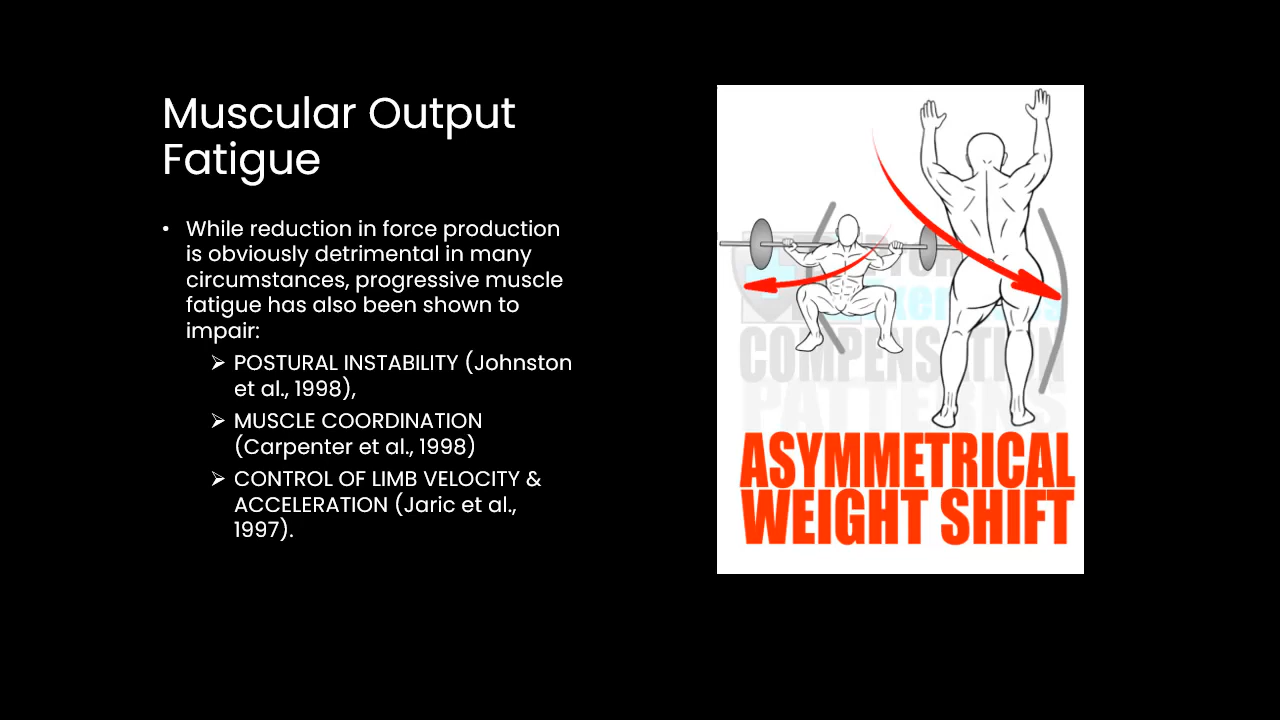 Muscular Output
Fatigue
• While reduction in force production
is obviously detrimental in many
circumstances, progressive muscle
fatigue has also been shown to
impair:
➢ POSTURAL INSTABILITY (Johnston
et al., 1998),
➢ MUSCLE COORDINATION
(Carpenter et al., 1998)
➢ CONTROL OF LIMB VELOCITY &
ACCELERATION (Jaric et al.,
1997).
COMPENSATION
PATTERNS
ASYMMETRICAL
WEIGHT SHIFT